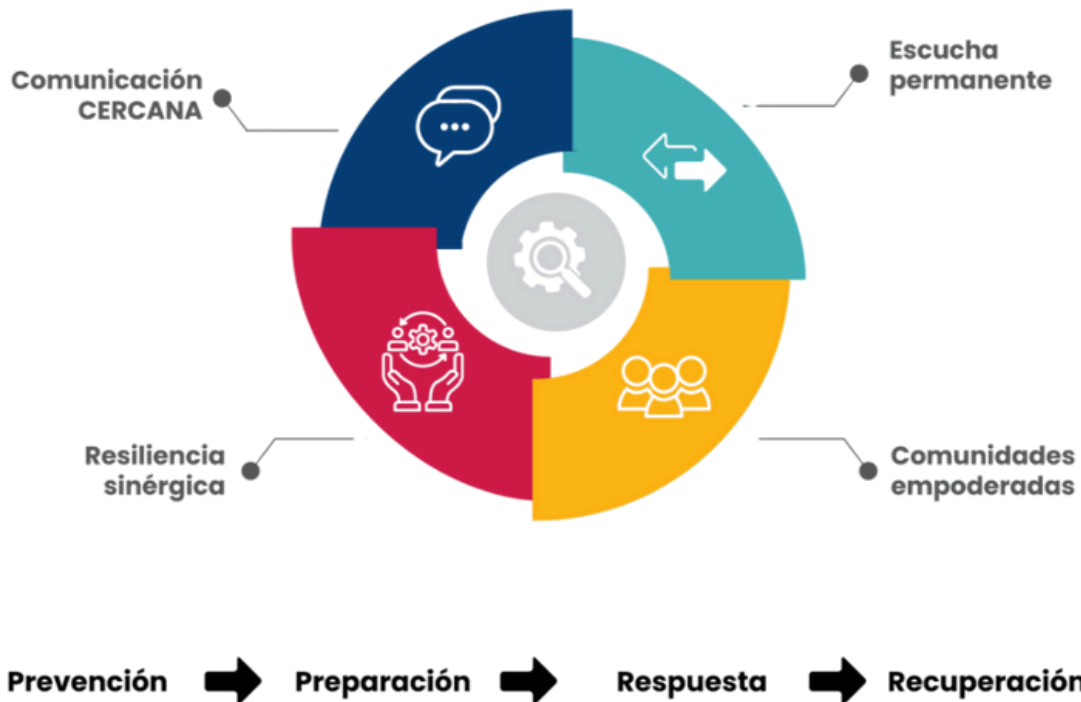 Comunicación
CERCANA
Escucha
permanente
Resiliencia
sinérgica
Comunidades
empoderadas
Prevención
Preparación
Respuesta
Recuperación